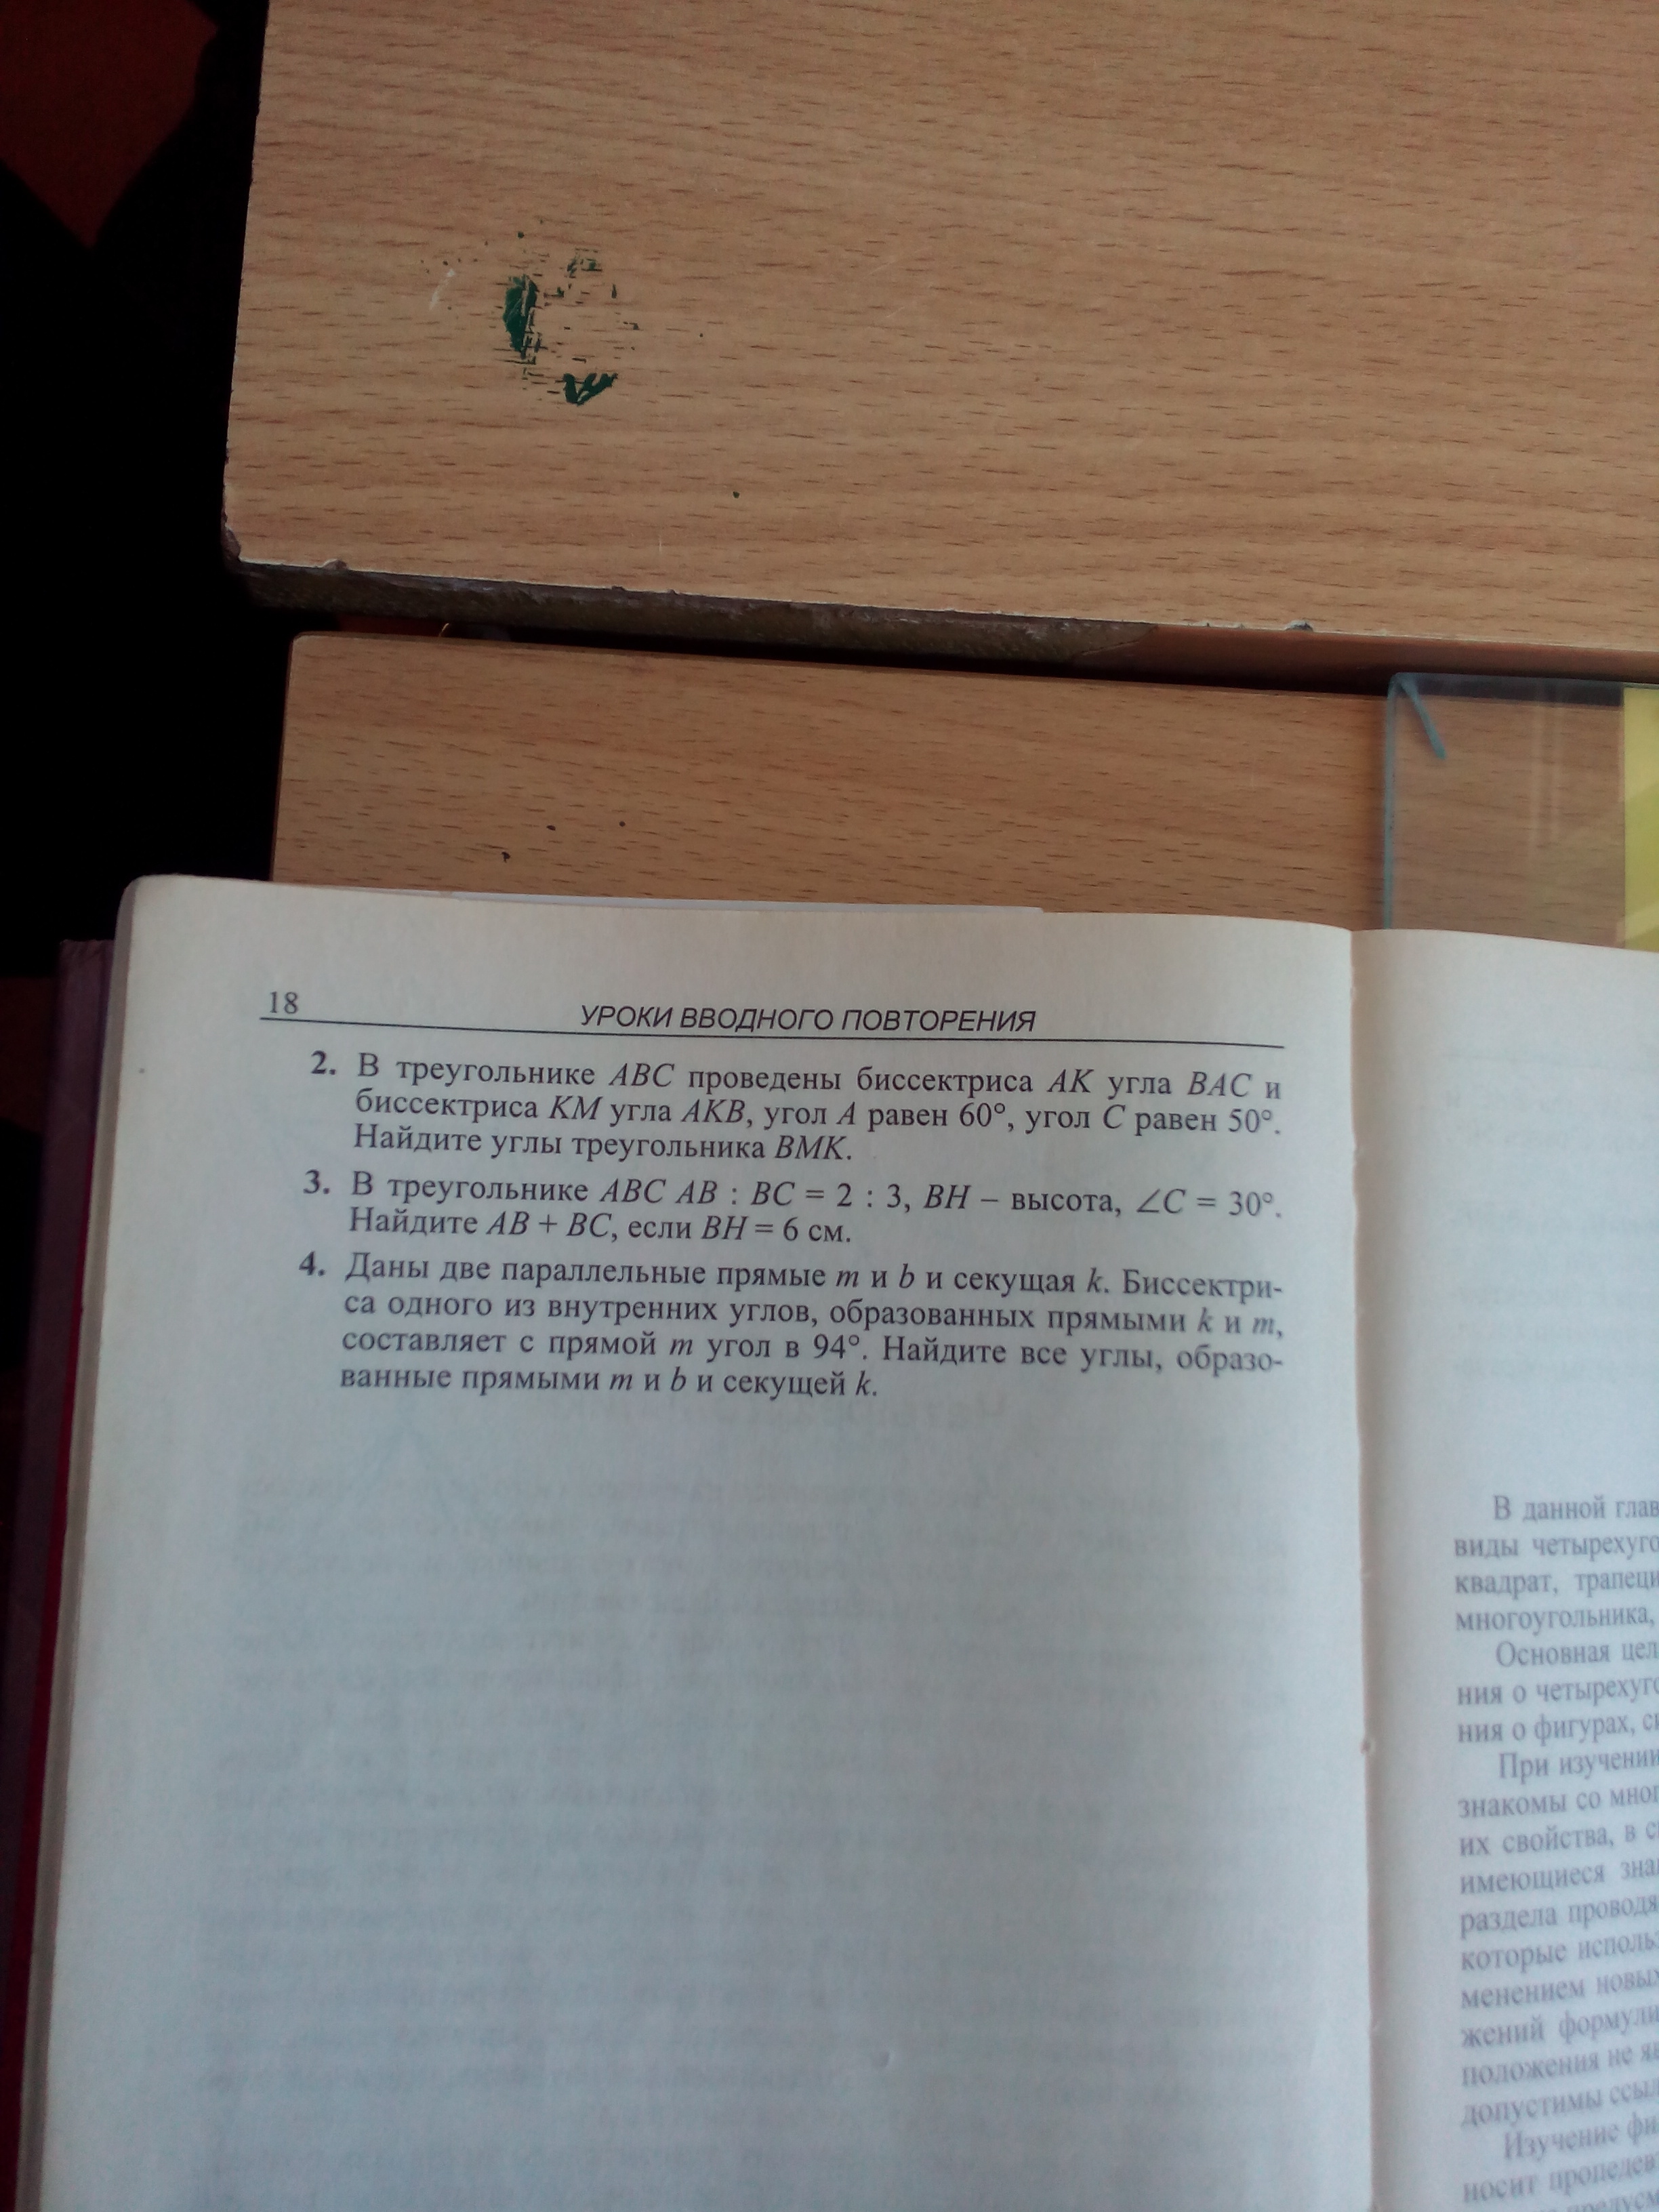 18
УРОКИ ВВОДНОГО ПОВТОРЕНИЯ
2. В треугольнике ABC проведены биссектриса AK угла BAC и
биссектриса KM угла AKB, угол A равен 60°, угол C равен 50°.
Найдите углы треугольника BMK.
3. В треугольнике ABC AB : BC = 2 : 3, BH – высота, ∠C = 30°.
Найдите AB + BC, если BH = 6 см.
4. Даны две параллельные прямые m и b и секущая k. Биссектри-
са одного из внутренних углов, образованных прямыми k и m,
составляет с прямой m угол в 94°. Найдите все углы, образо-
ванные прямыми m и b и секущей k.
В данной глав
виды четырехуго
квадрат, трапеци
многоугольника,
Основная цел
ния о четырехуго
ния о фигурах, с
При изучении
знакомы со мног
их свойства, в с
имеющиеся зна
раздела проводя
которые исполь
менением новых
жений формули
положения не я
допустимы ссыл
Изучение фи
носит пропедев